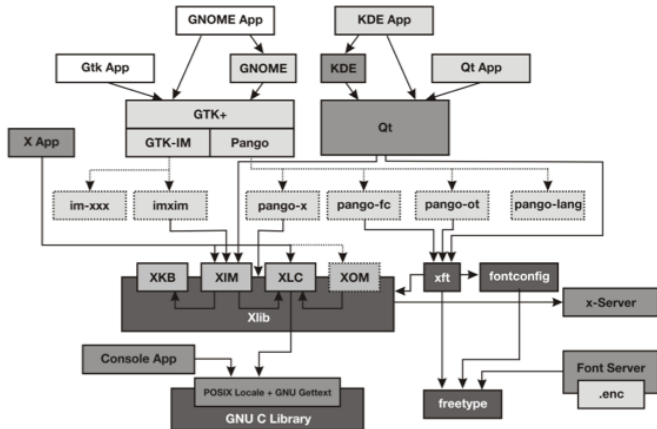 GNOME App
KDE App
Gtk App
GNOME
KDE
Qt App
GTK+
GTK-IM
Pango
Qt
X App
im-xxx
imxim
pango-x
pango-fc
pango-ot
pango-lang
XKB
XIM
XLC
XOM
Xlib
xft
fontconfig
x-Server
Console App
POSIX Locale + GNU Gettext
GNU C Library
freetype
Font Server
.enc